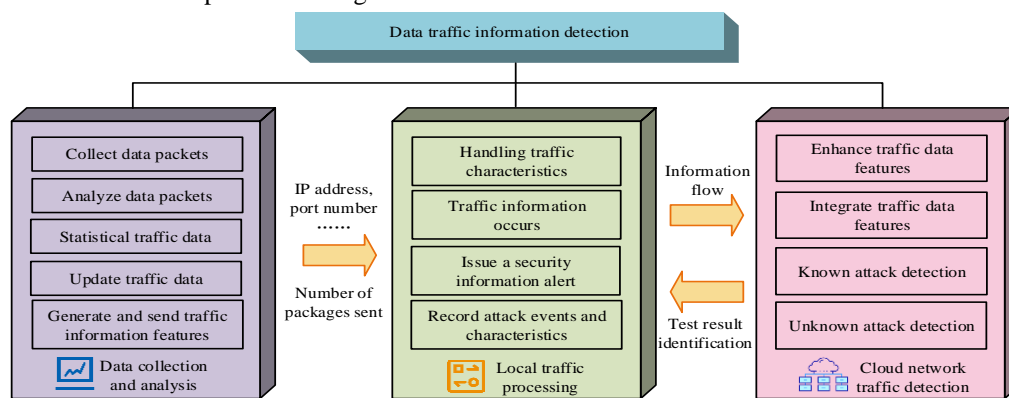 Data traffic information detection
Collect data packets
Analyze data packets
Statistical traffic data
Update traffic data
Generate and send traffic
information features
Data collection
and analysis
IP address,
port number
······
Number of
packages sent
Handling traffic
characteristics
Traffic information
occurs
Issue a security
information alert
Record attack events and
characteristics
Local traffic
processing
Information
flow
Test result
identification
Enhance traffic data
features
Integrate traffic data
features
Known attack detection
Unknown attack detection
Cloud network
traffic detection